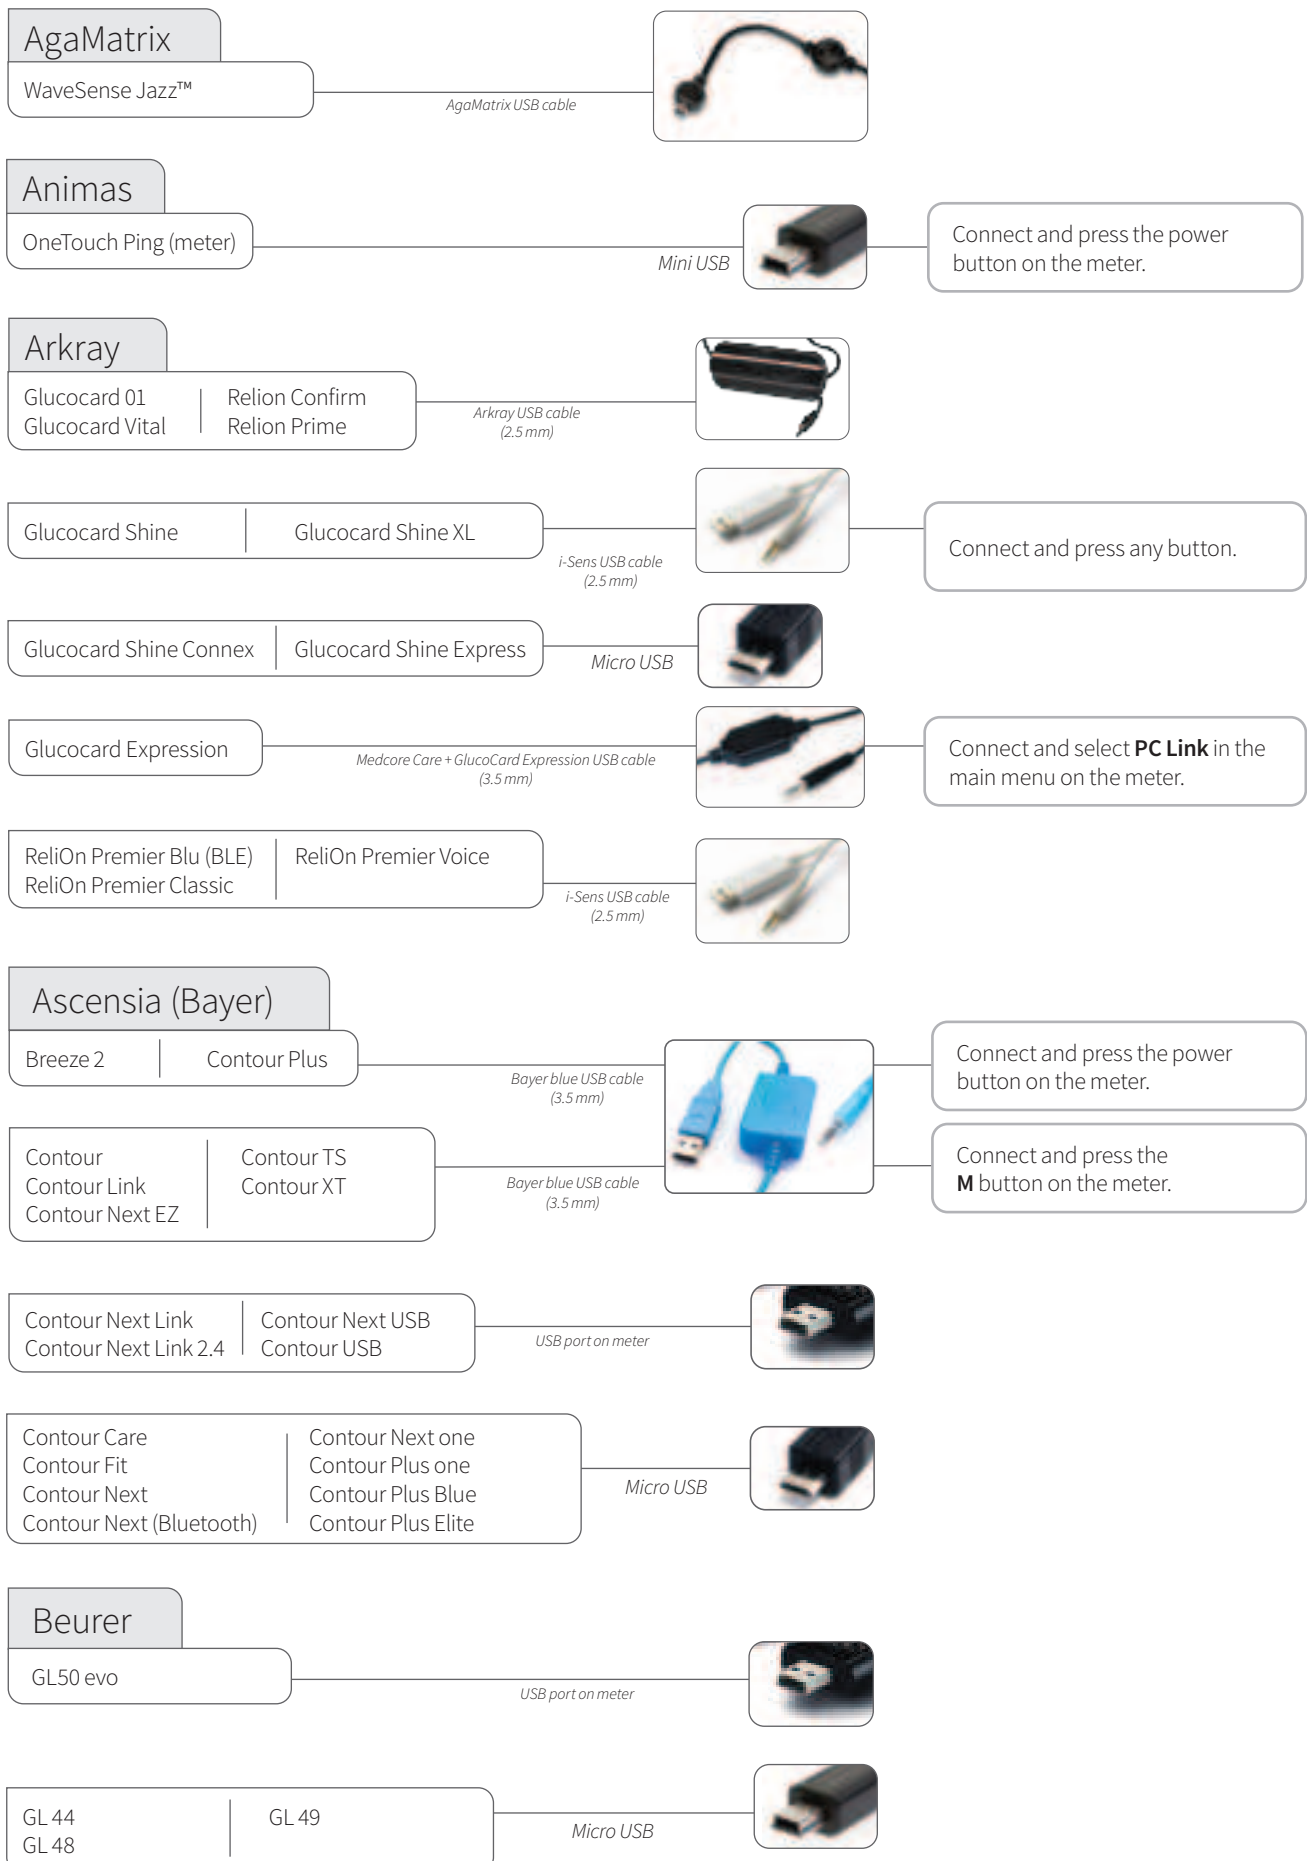 AgaMatrix
WaveSense Jazz™
AgaMatrix USB cable
Animas
OneTouch Ping (meter)
Mini USB
Connect and press the power
button on the meter.
Arkray
Glucocard 01
Glucocard Vital
Relion Confirm
Relion Prime
Arkray USB cable
(2.5 mm)
Glucocard Shine
Glucocard Shine XL
i-Sens USB cable
(2.5 mm)
Connect and press any button.
Glucocard Shine Connex
Glucocard Shine Express
Micro USB
Glucocard Expression
Medcore Care + GlucoCard Expression USB cable
(3.5 mm)
Connect and select PC Link in the
main menu on the meter.
ReliOn Premier Blu (BLE)
ReliOn Premier Classic
ReliOn Premier Voice
i-Sens USB cable
(2.5 mm)
Ascensia (Bayer)
Breeze 2
Contour Plus
Bayer blue USB cable
(3.5 mm)
Connect and press the power
button on the meter.
Contour
Contour Link
Contour Next EZ
Contour TS
Contour XT
Bayer blue USB cable
(3.5 mm)
Connect and press the
M button on the meter.
Contour Next Link
Contour Next Link 2.4
Contour Next USB
Contour USB
USB port on meter
Contour Care
Contour Fit
Contour Next
Contour Next (Bluetooth)
Contour Next one
Contour Plus one
Contour Plus Blue
Contour Plus Elite
Micro USB
Beurer
GL50 evo
USB port on meter
GL 44
GL 48
GL 49
Micro USB